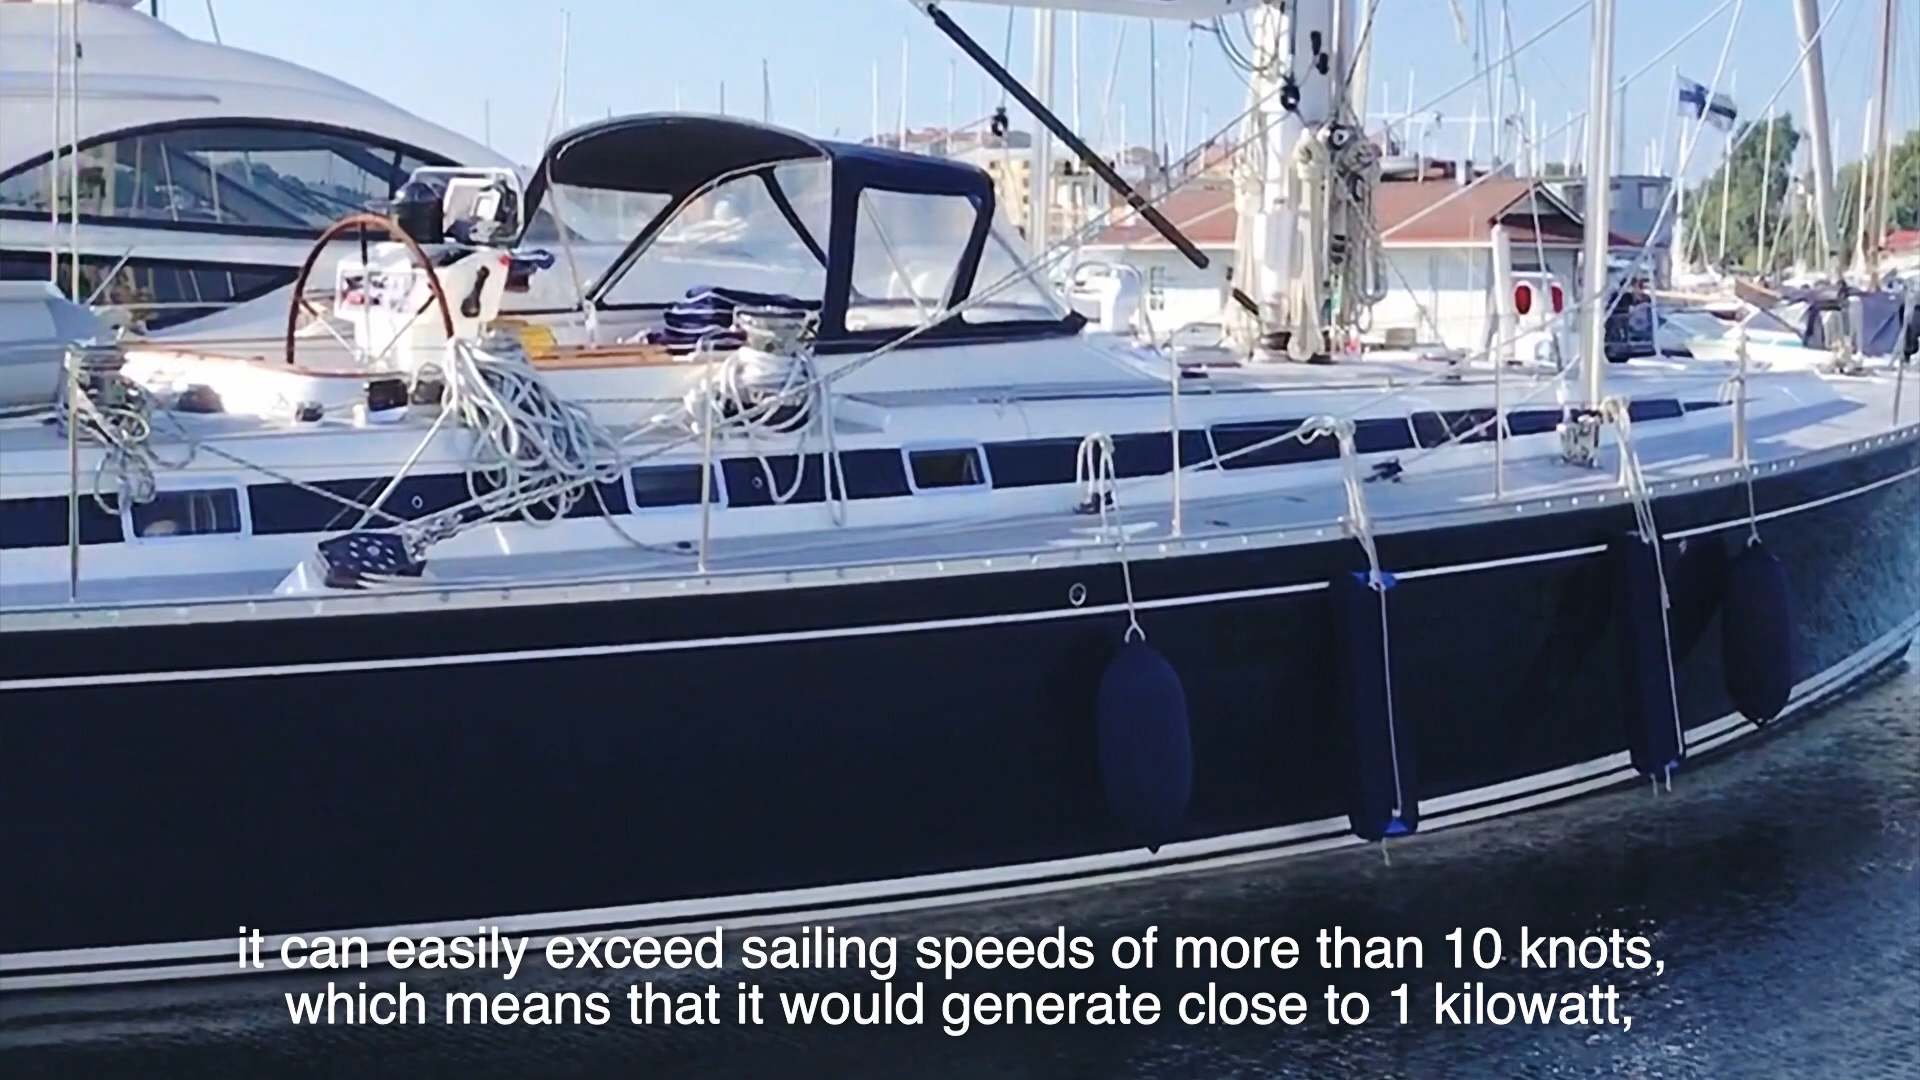 it can easily exceed sailing speeds of more than 10 knots,
which means that it would generate close to 1 kilowatt,